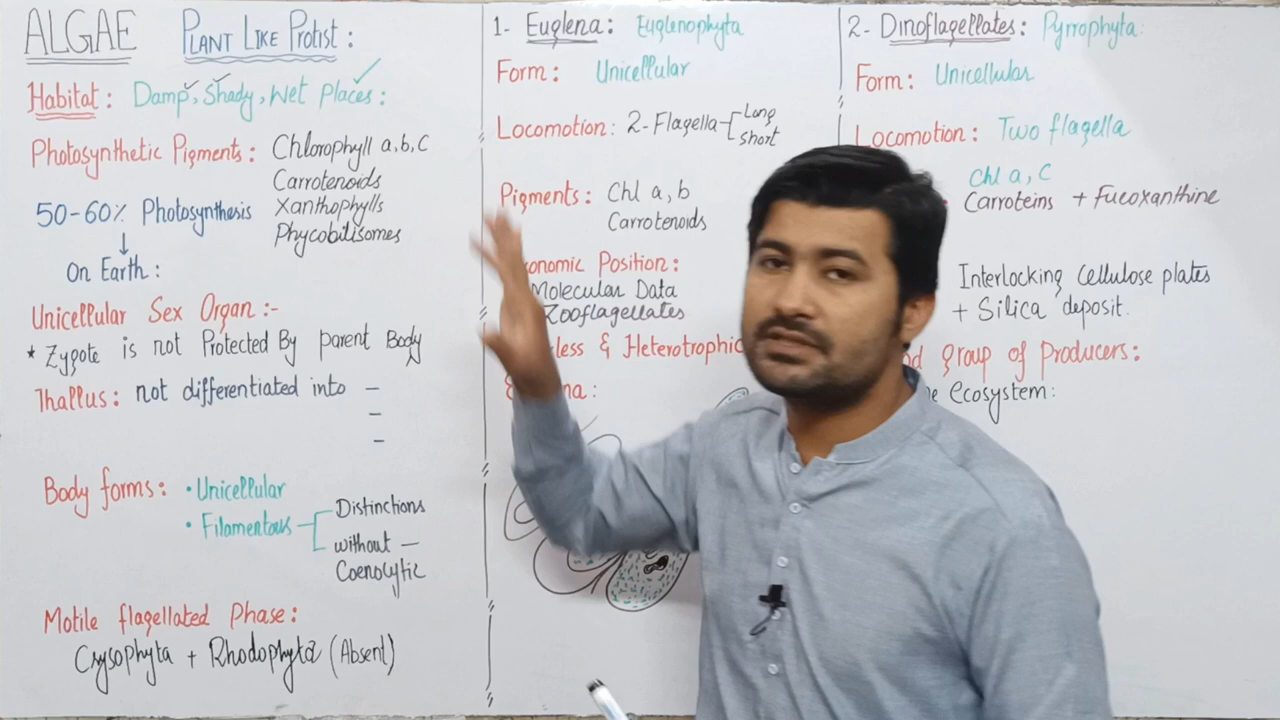 ALGAE PLANT LIKE PROTIST :
Habitat : Damp, Shady, Wet Places :
Photosynthetic Pigments : Chlorophyll a, b, C
Carrotenoids
Xanthophylls
Phycobilisomes
50-60% Photosynthesis
↓
On Earth :
Unicellular Sex Organ :-
* Zygote is not Protected By parent Body
Thallus : not differentiated into –
–
–
Body forms : • Unicellular
• Filamentous
Distinctions
without —
Coenolytic
Motile flagellated Phase :
Crysophyta + Rhodophyta (Absent)
1- Euglena : Euglenophyta
Form : Unicellular
Locomotion : 2-Flagella
Long
Short
Pigments : Chl a, b
Carrotenoids
Position :
Molecular Data
Zooflagellates
& Heterotrophic
2- Dinoflagellates : Pyrrophyta :
Form : Unicellular
Locomotion : Two flagella
Chl a, C
Carroteins + Fucoxanthine
Interlocking cellulose plates
+ Silica deposit.
group of Producers :
Ecosystem :